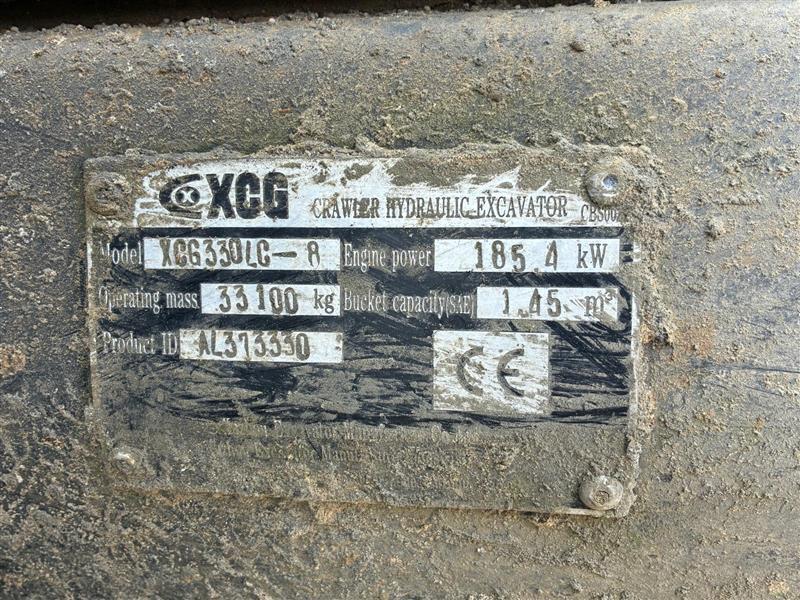 XCG CRAWLER HYDRAULIC EXCAVATOR
Model XCG330LC-8 Engine power 185.4 kW
Operating mass 33100 kg Bucket capacity(SAE) 1.45 m³
Product ID AL373330
CE